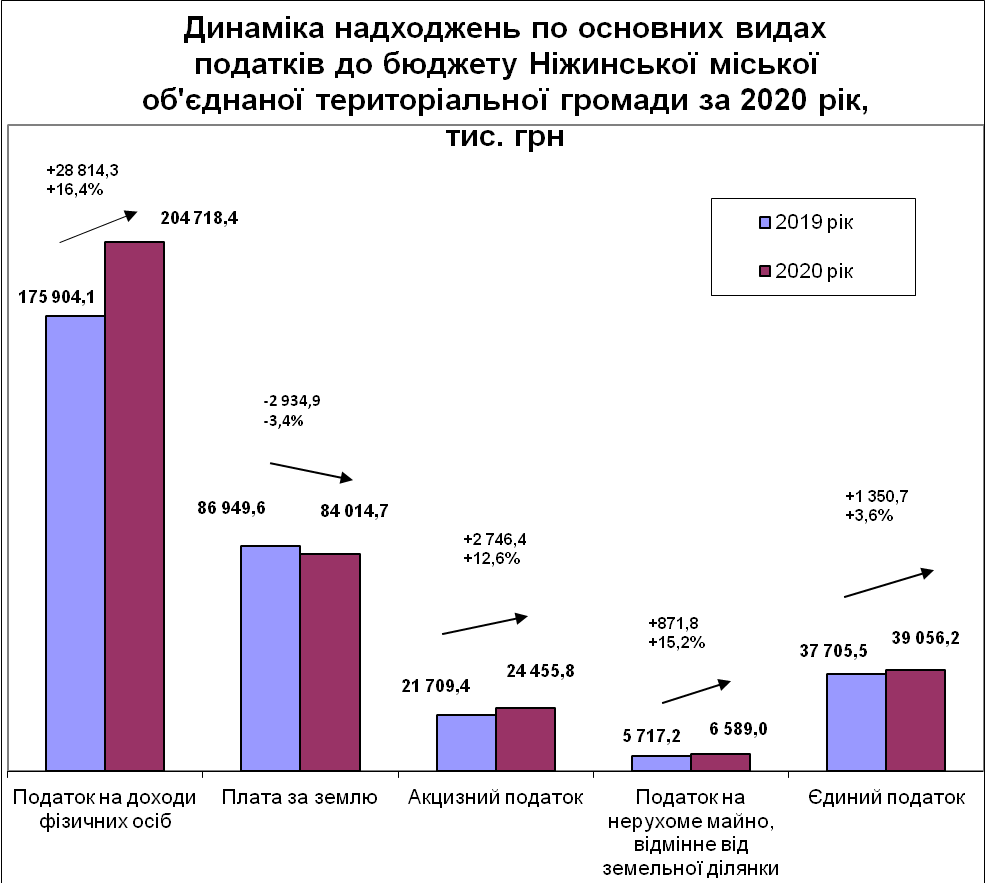 Динаміка надходжень по основних видах
податків до бюджету Ніжинської міської
об'єднаної територіальної громади за 2020 рік,
тис. грн
+28 814,3
+16,4%
204 718,4
175 904,1
2019 рік
2020 рік
-2 934,9
-3,4%
86 949,6
84 014,7
+2 746,4
+12,6%
21 709,4
24 455,8
+871,8
+15,2%
5 717,2
6 589,0
+1 350,7
+3,6%
37 705,5
39 056,2
Податок на доходи
фізичних осіб
Плата за землю
Акцизний податок
Податок на
нерухоме майно,
відмінне від
земельної ділянки
Єдиний податок